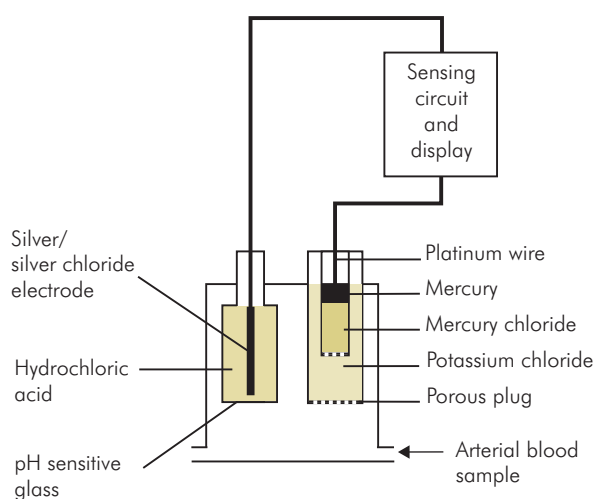 Sensing
circuit
and
display
Silver/
silver chloride
electrode
Hydrochloric
acid
pH sensitive
glass
Platinum wire
Mercury
Mercury chloride
Potassium chloride
Porous plug
Arterial blood
sample